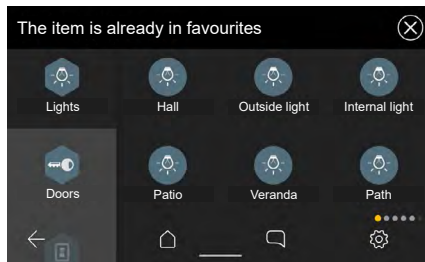 The item is already in favourites
Lights Hall Outside light Internal light
Doors Patio Veranda Path